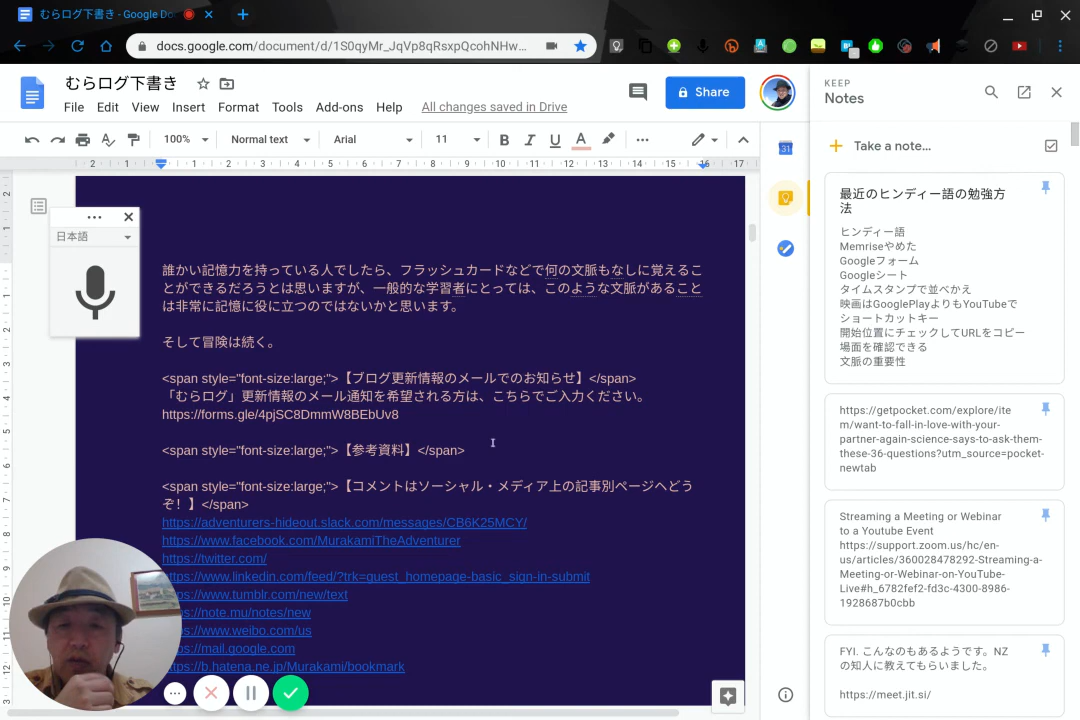 むらログ下書き - Google Do
docs.google.com/document/d/1S0qyMr_JqVp8qRsxpQcohNHw...
むらログ下書き
File Edit View Insert Format Tools Add-ons Help All changes saved in Drive
Share
100% Normal text Arial 11 B I U A
2 1 1 2 3 4 5 6 7 8 9 10 11 12 13 14 15 16 17
日本語
誰かい記憶力を持っている人でしたら、フラッシュカードなどで何の文脈もなしに覚えるこ
とができるだろうとは思いますが、一般的な学習者にとっては、このような文脈があること
は非常に記憶に役に立つのではないかと思います。
そして冒険は続く。
<span style="font-size:large;">【ブログ更新情報のメールでのお知らせ】</span>
「むらログ」更新情報のメール通知を希望される方は、こちらでご入力ください。
https://forms.gle/4pjSC8DmmW8BEbUv8
<span style="font-size:large;">【参考資料】</span>
<span style="font-size:large;">【コメントはソーシャル・メディア上の記事別ページへどう
ぞ！】</span>
https://adventurers-hideout.slack.com/messages/CB6K25MCY/
https://www.facebook.com/MurakamiTheAdventurer
https://twitter.com/
https://www.linkedin.com/feed/?trk=guest_homepage-basic_sign-in-submit
://www.tumblr.com/new/text
s://note.mu/notes/new
://www.weibo.com/us
s://mail.google.com
ttps://b.hatena.ne.jp/Murakami/bookmark
KEEP
Notes
Take a note...
31
最近のヒンディー語の勉強方
法
ヒンディー語
Memriseやめた
Googleフォーム
Googleシート
タイムスタンプで並べかえ
映画はGooglePlayよりもYouTubeで
ショートカットキー
開始位置にチェックしてURLをコピー
場面を確認できる
文脈の重要性
https://getpocket.com/explore/ite
m/want-to-fall-in-love-with-your-
partner-again-science-says-to-ask-them-
these-36-questions?utm_source=pocket-
newtab
Streaming a Meeting or Webinar
to a Youtube Event
https://support.zoom.us/hc/en-
us/articles/360028478292-Streaming-a-
Meeting-or-Webinar-on-YouTube-
Live#h_6782fef2-fd3c-4300-8986-
1928687b0cbb
FYI. こんなのもあるようです。NZ
の知人に教えてもらいました。
https://meet.jit.si/